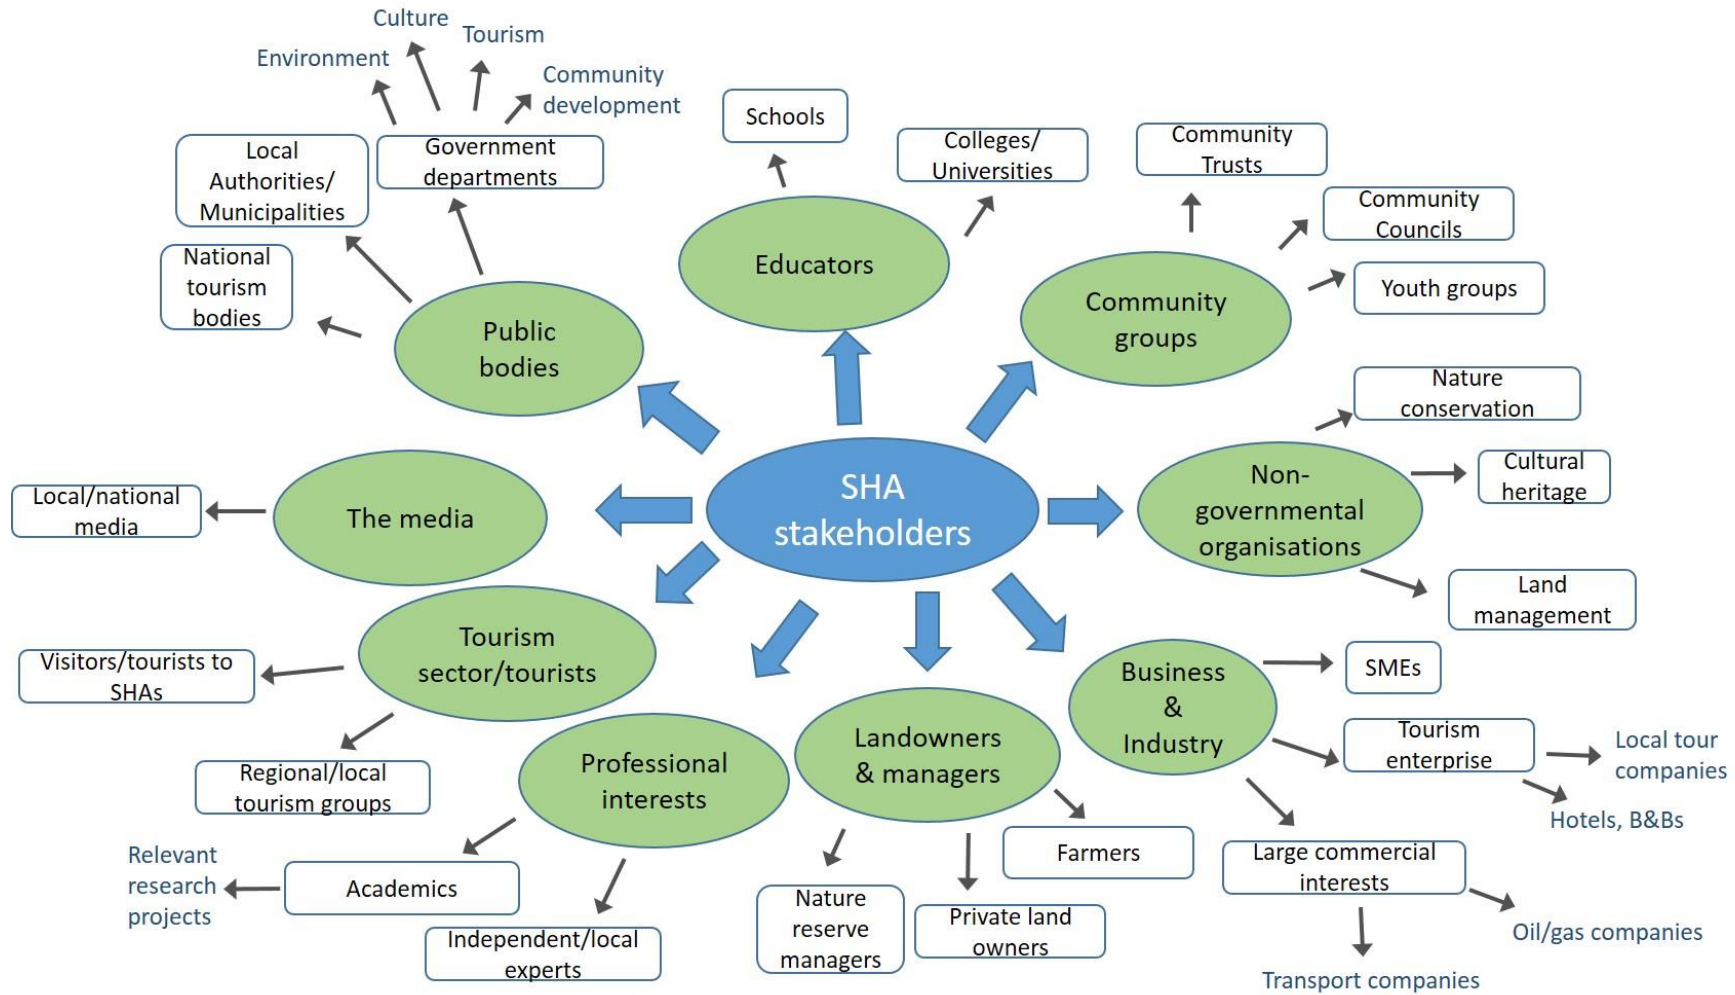 Culture
Tourism
Environment
Community
development
Local
Authorities/
Municipalities
Government
departments
National
tourism
bodies
Public
bodies
Schools
Colleges/
Universities
Educators
Community
Trusts
Community
Councils
Youth groups
Community
groups
Nature
conservation
Cultural
heritage
Non-
governmental
organisations
Land
management
SHA
stakeholders
The media
Local/national
media
Tourism
sector/tourists
Visitors/tourists to
SHAs
Regional/local
tourism groups
Professional
interests
Relevant
research
projects
Academics
Independent/local
experts
Landowners
& managers
Nature
reserve
managers
Private land
owners
Farmers
Business
&
Industry
SMEs
Tourism
enterprise
Local tour
companies
Hotels, B&Bs
Large commercial
interests
Oil/gas companies
Transport companies